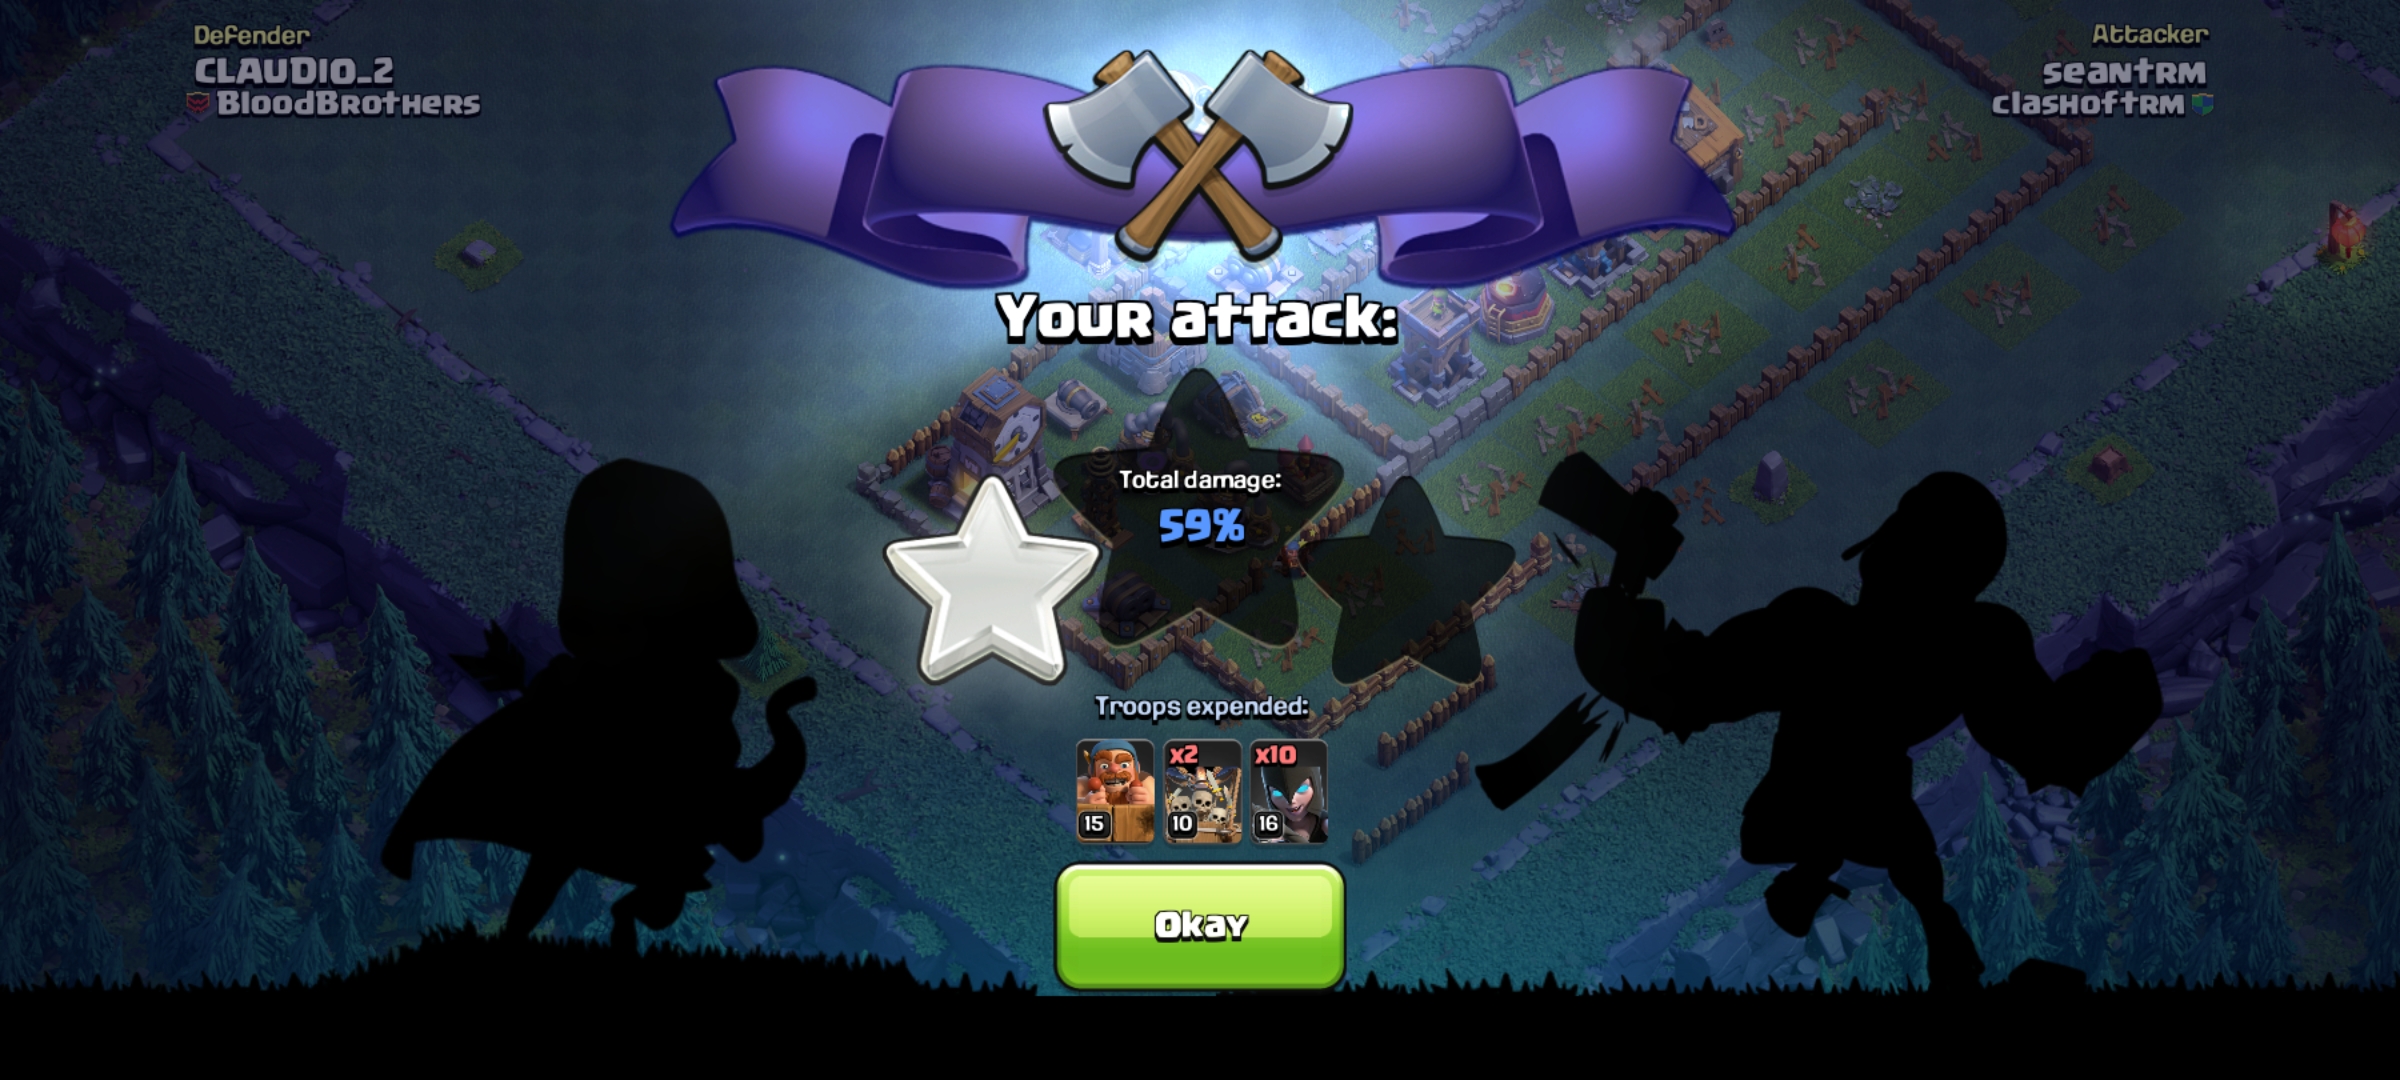 Defender
CLAUDIO_2
BloodBrothers
Attacker
seantRM
clashoftRM
Your attack:
Total damage:
59%
Troops expended:
x2
x10
15
10
16
Okay